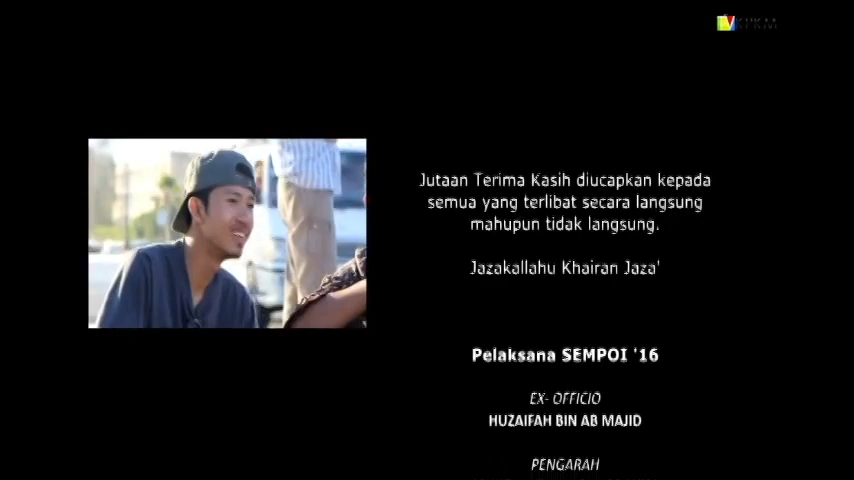 Jutaan Terima Kasih diucapkan kepada
semua yang terlibat secara langsung
mahupun tidak langsung.
Jazakallahu Khairan Jaza'
Pelaksana SEMPOI '16
EX- OFFICIO
HUZAIFAH BIN AB MAJID
PENGARAH